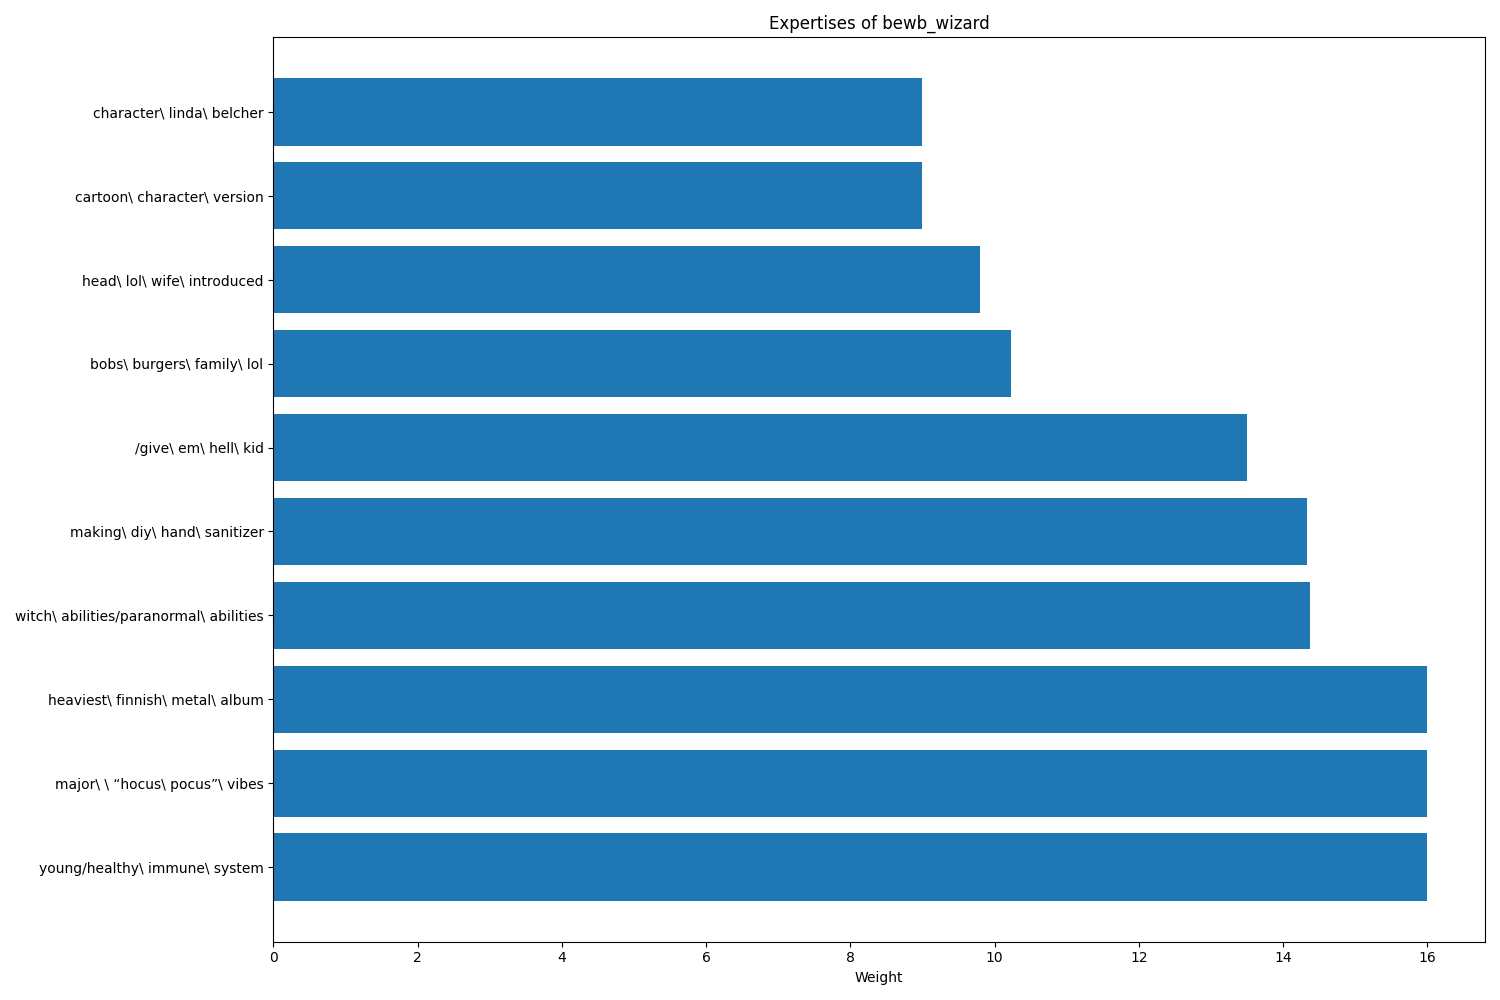 Expertises of bewb_wizard
character\ linda\ belcher
cartoon\ character\ version
head\ lol\ wife\ introduced
bobs\ burgers\ family\ lol
/give\ em\ hell\ kid
making\ diy\ hand\ sanitizer
witch\ abilities/paranormal\ abilities
heaviest\ finnish\ metal\ album
major\ \ “hocus\ pocus”\ vibes
young/healthy\ immune\ system
0 2 4 6 8 10 12 14 16
Weight